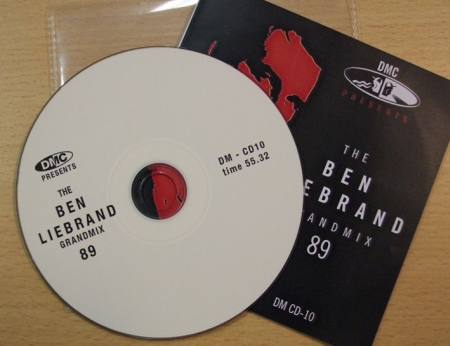 DMC
PRESENTS
THE
BEN
LIEBRAND
GRANDMIX
89
DM - CD10
time 55.32
DMC
PRESENTS
THE
BEN
LIEBRAND
GRANDMIX
89
DM CD-10